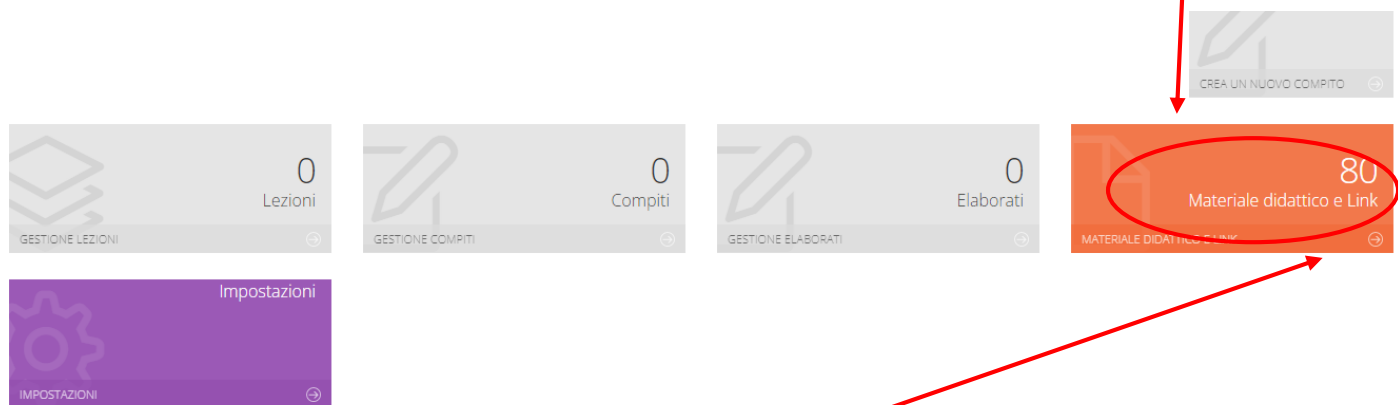 CREA UN NUOVO COMPITO
0
Lezioni
GESTIONE LEZIONI
0
Compiti
GESTIONE COMPITI
0
Elaborati
GESTIONE ELABORATI
80
Materiale didattico e Link
MATERIALE DIDATTICO E LINK
Impostazioni
IMPOSTAZIONI